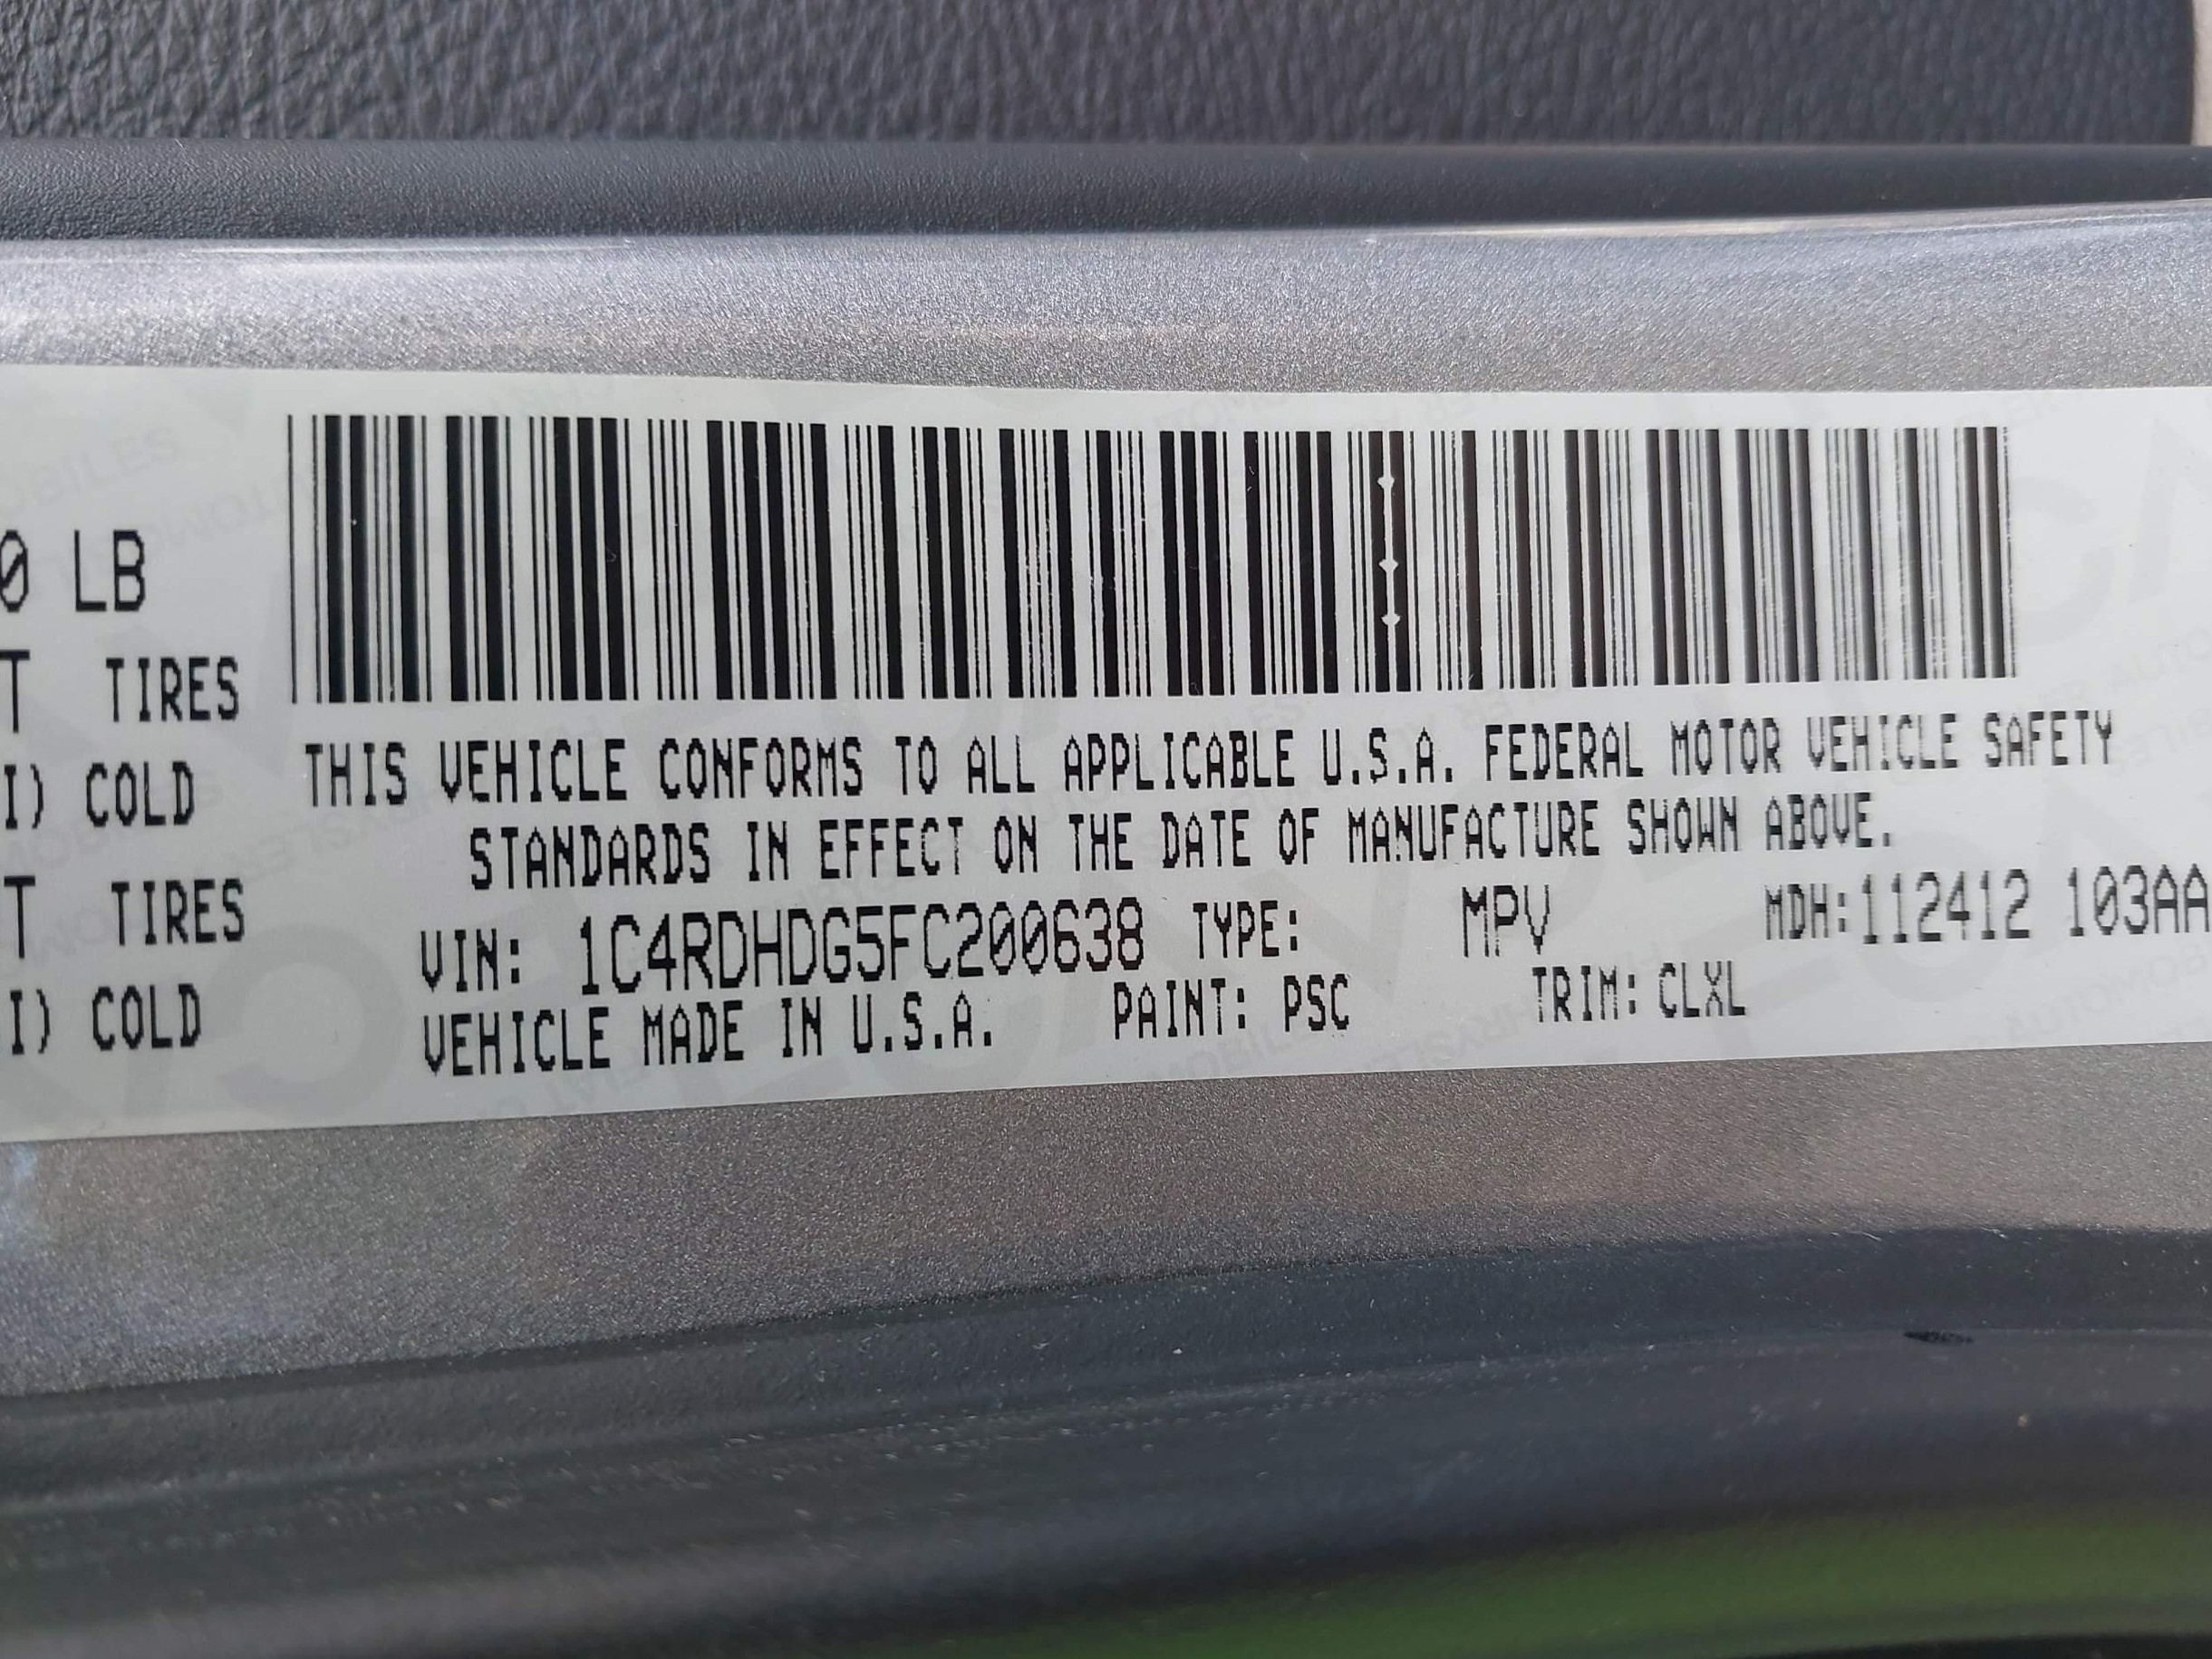 0 LB
T TIRES
I) COLD
T TIRES
I) COLD
THIS VEHICLE CONFORMS TO ALL APPLICABLE U.S.A. FEDERAL MOTOR VEHICLE SAFETY
STANDARDS IN EFFECT ON THE DATE OF MANUFACTURE SHOWN ABOVE.
VIN: 1C4RDHDG5FC200638 TYPE: MPV MDH:112412 103AA
VEHICLE MADE IN U.S.A. PAINT: PSC TRIM: CLXL